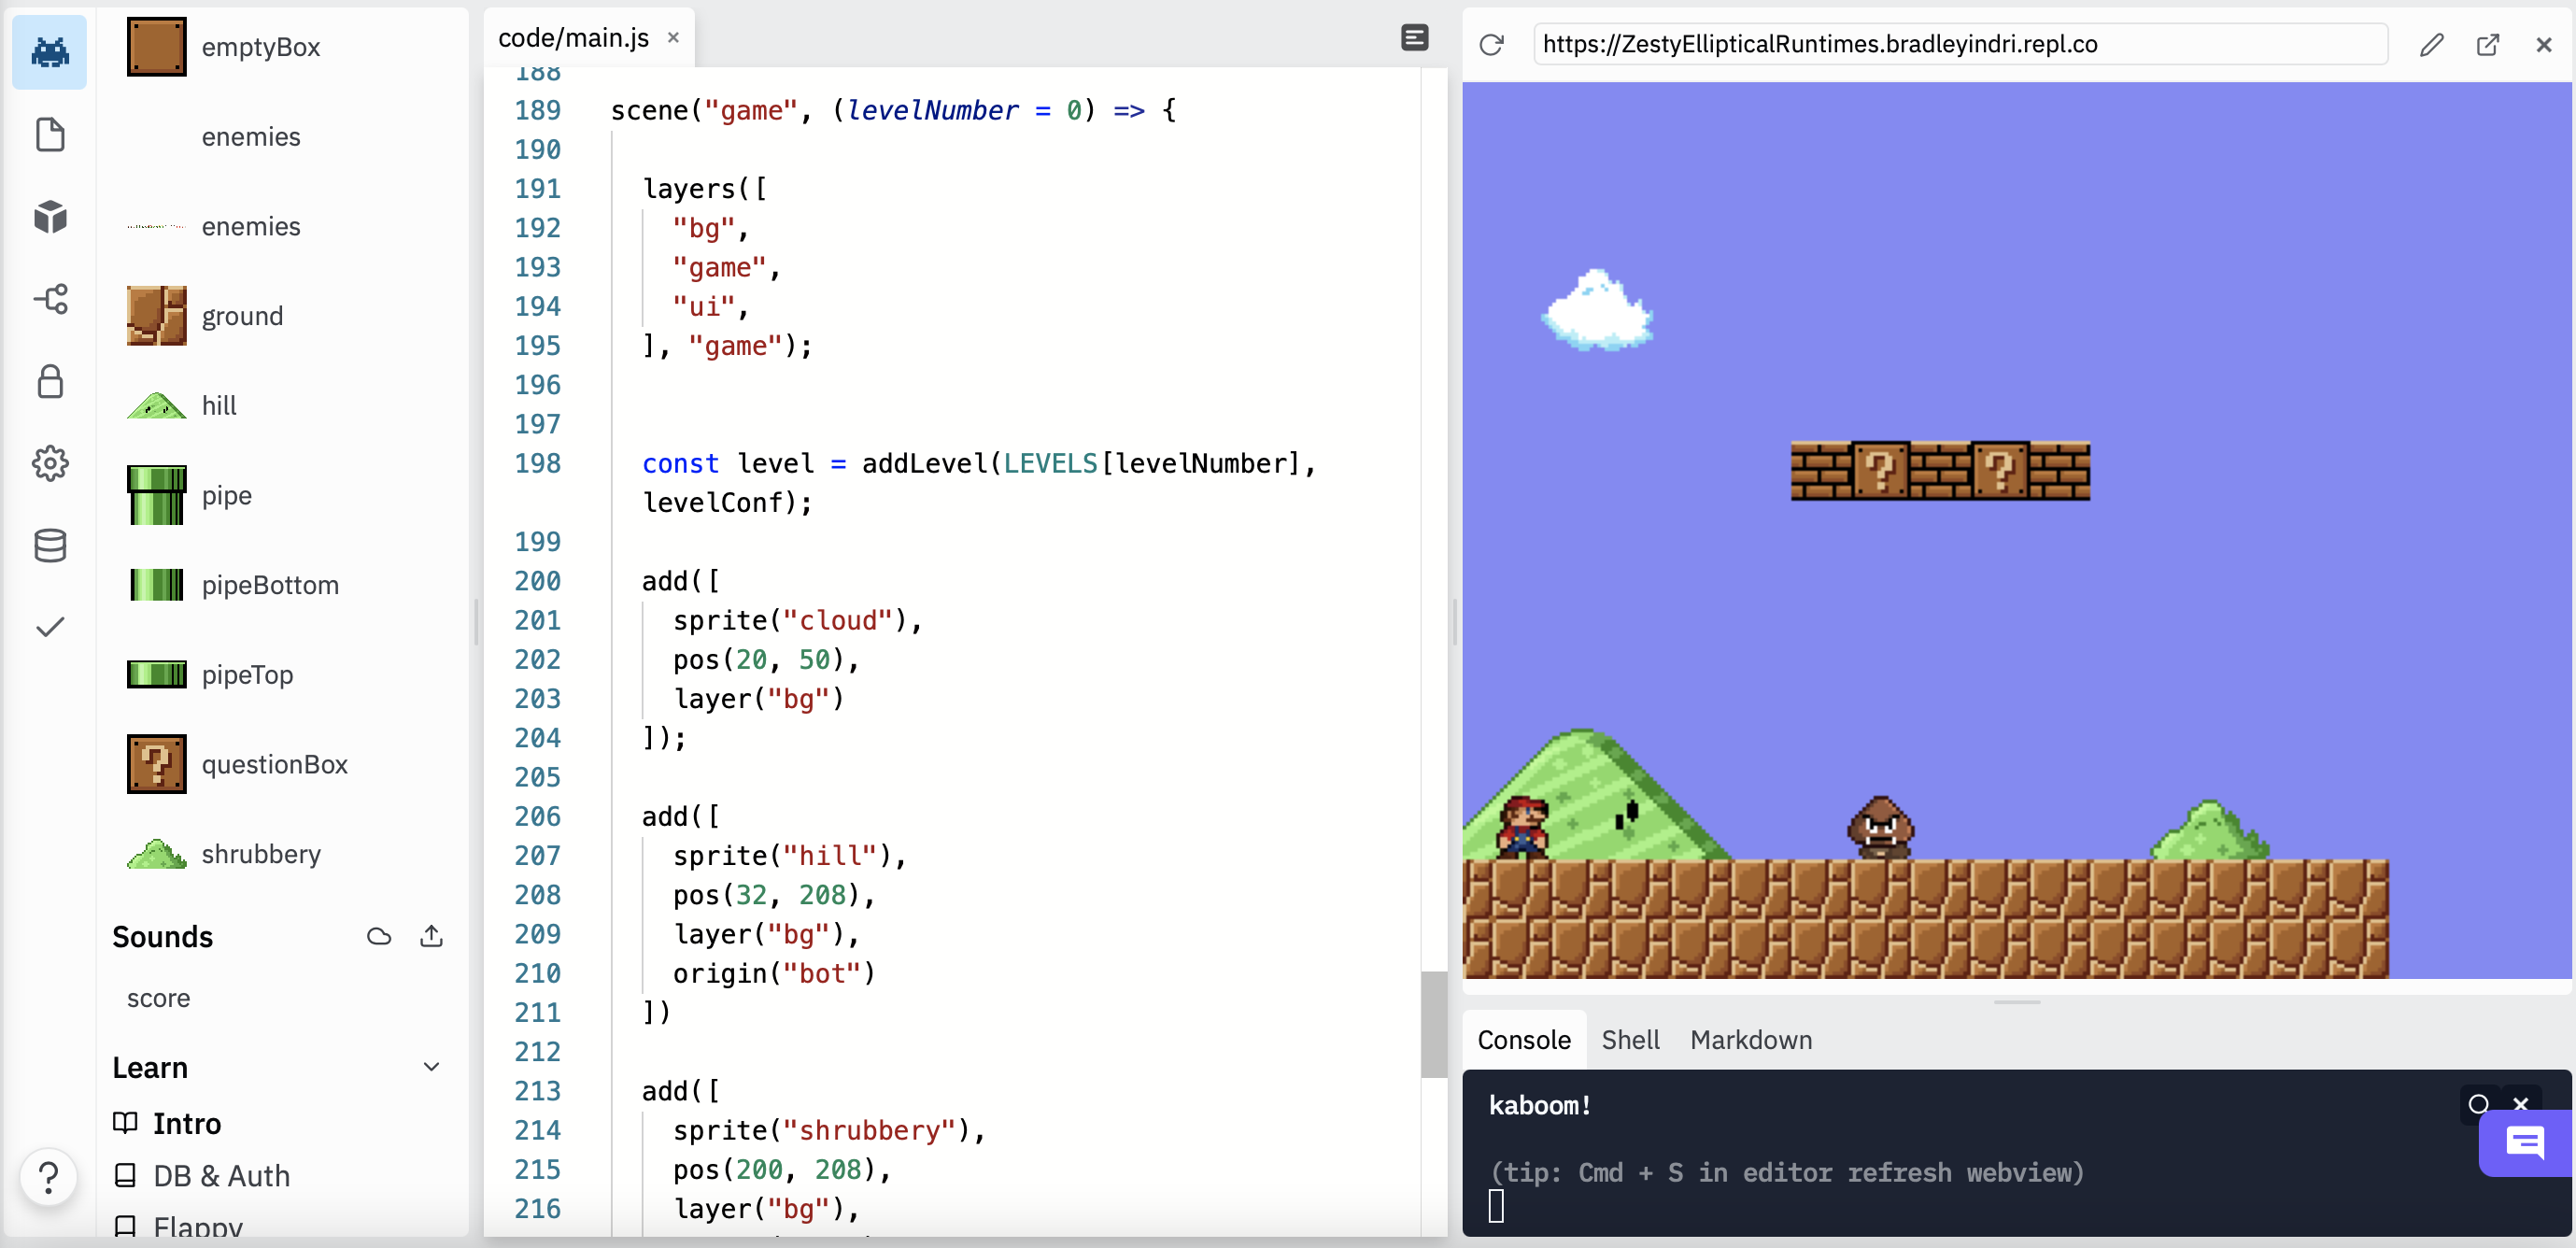 emptyBox
enemies
enemies
ground
hill
pipe
pipeBottom
pipeTop
questionBox
shrubbery
Sounds
score
Learn
Intro
DB & Auth
Flappy
?
code/main.js ×
188
189 scene("game", (levelNumber = 0) => {
190
191 layers([
192 "bg",
193 "game",
194 "ui",
195 ], "game");
196
197
198 const level = addLevel(LEVELS[levelNumber],
levelConf);
199
200 add([
201 sprite("cloud"),
202 pos(20, 50),
203 layer("bg")
204 ]);
205
206 add([
207 sprite("hill"),
208 pos(32, 208),
209 layer("bg"),
210 origin("bot")
211 ])
212
213 add([
214 sprite("shrubbery"),
215 pos(200, 208),
216 layer("bg"),
https://ZestyEllipticalRuntimes.bradleyindri.repl.co
? ?
Console Shell Markdown
kaboom!
(tip: Cmd + S in editor refresh webview)